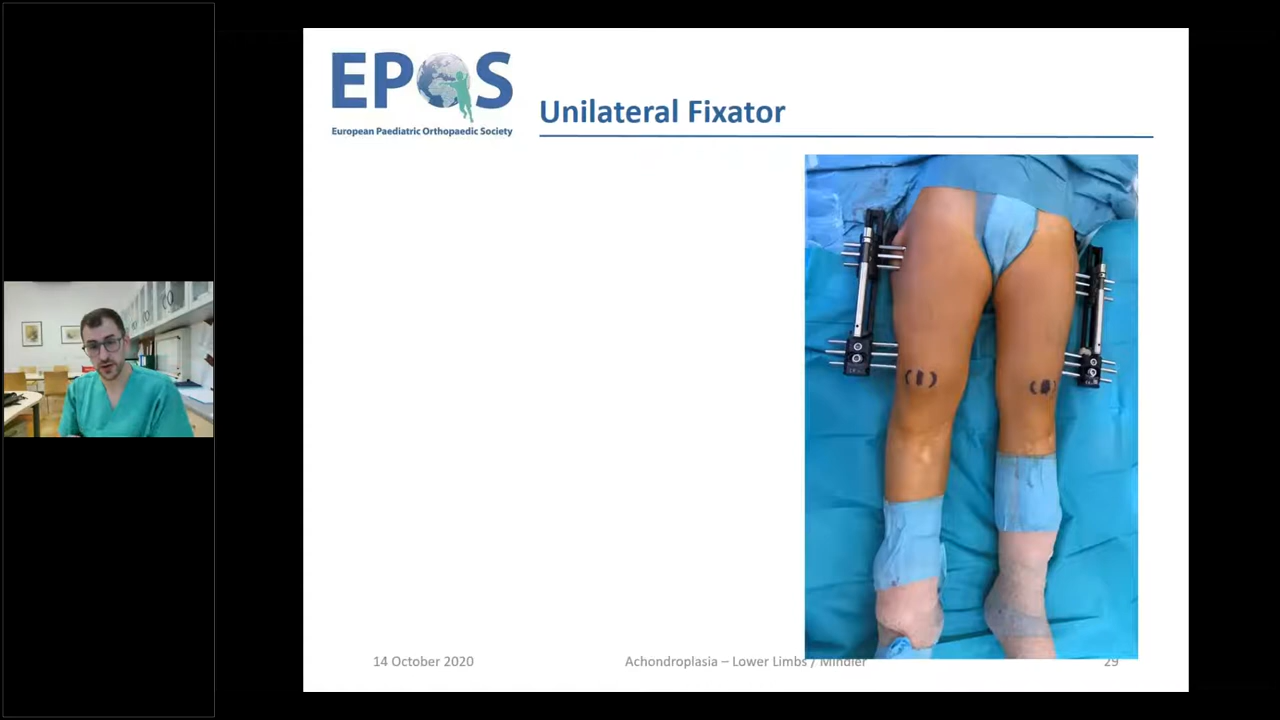 EPOS
European Paediatric Orthopaedic Society
Unilateral Fixator
14 October 2020
Achondroplasia – Lower Limbs / Mindler
29